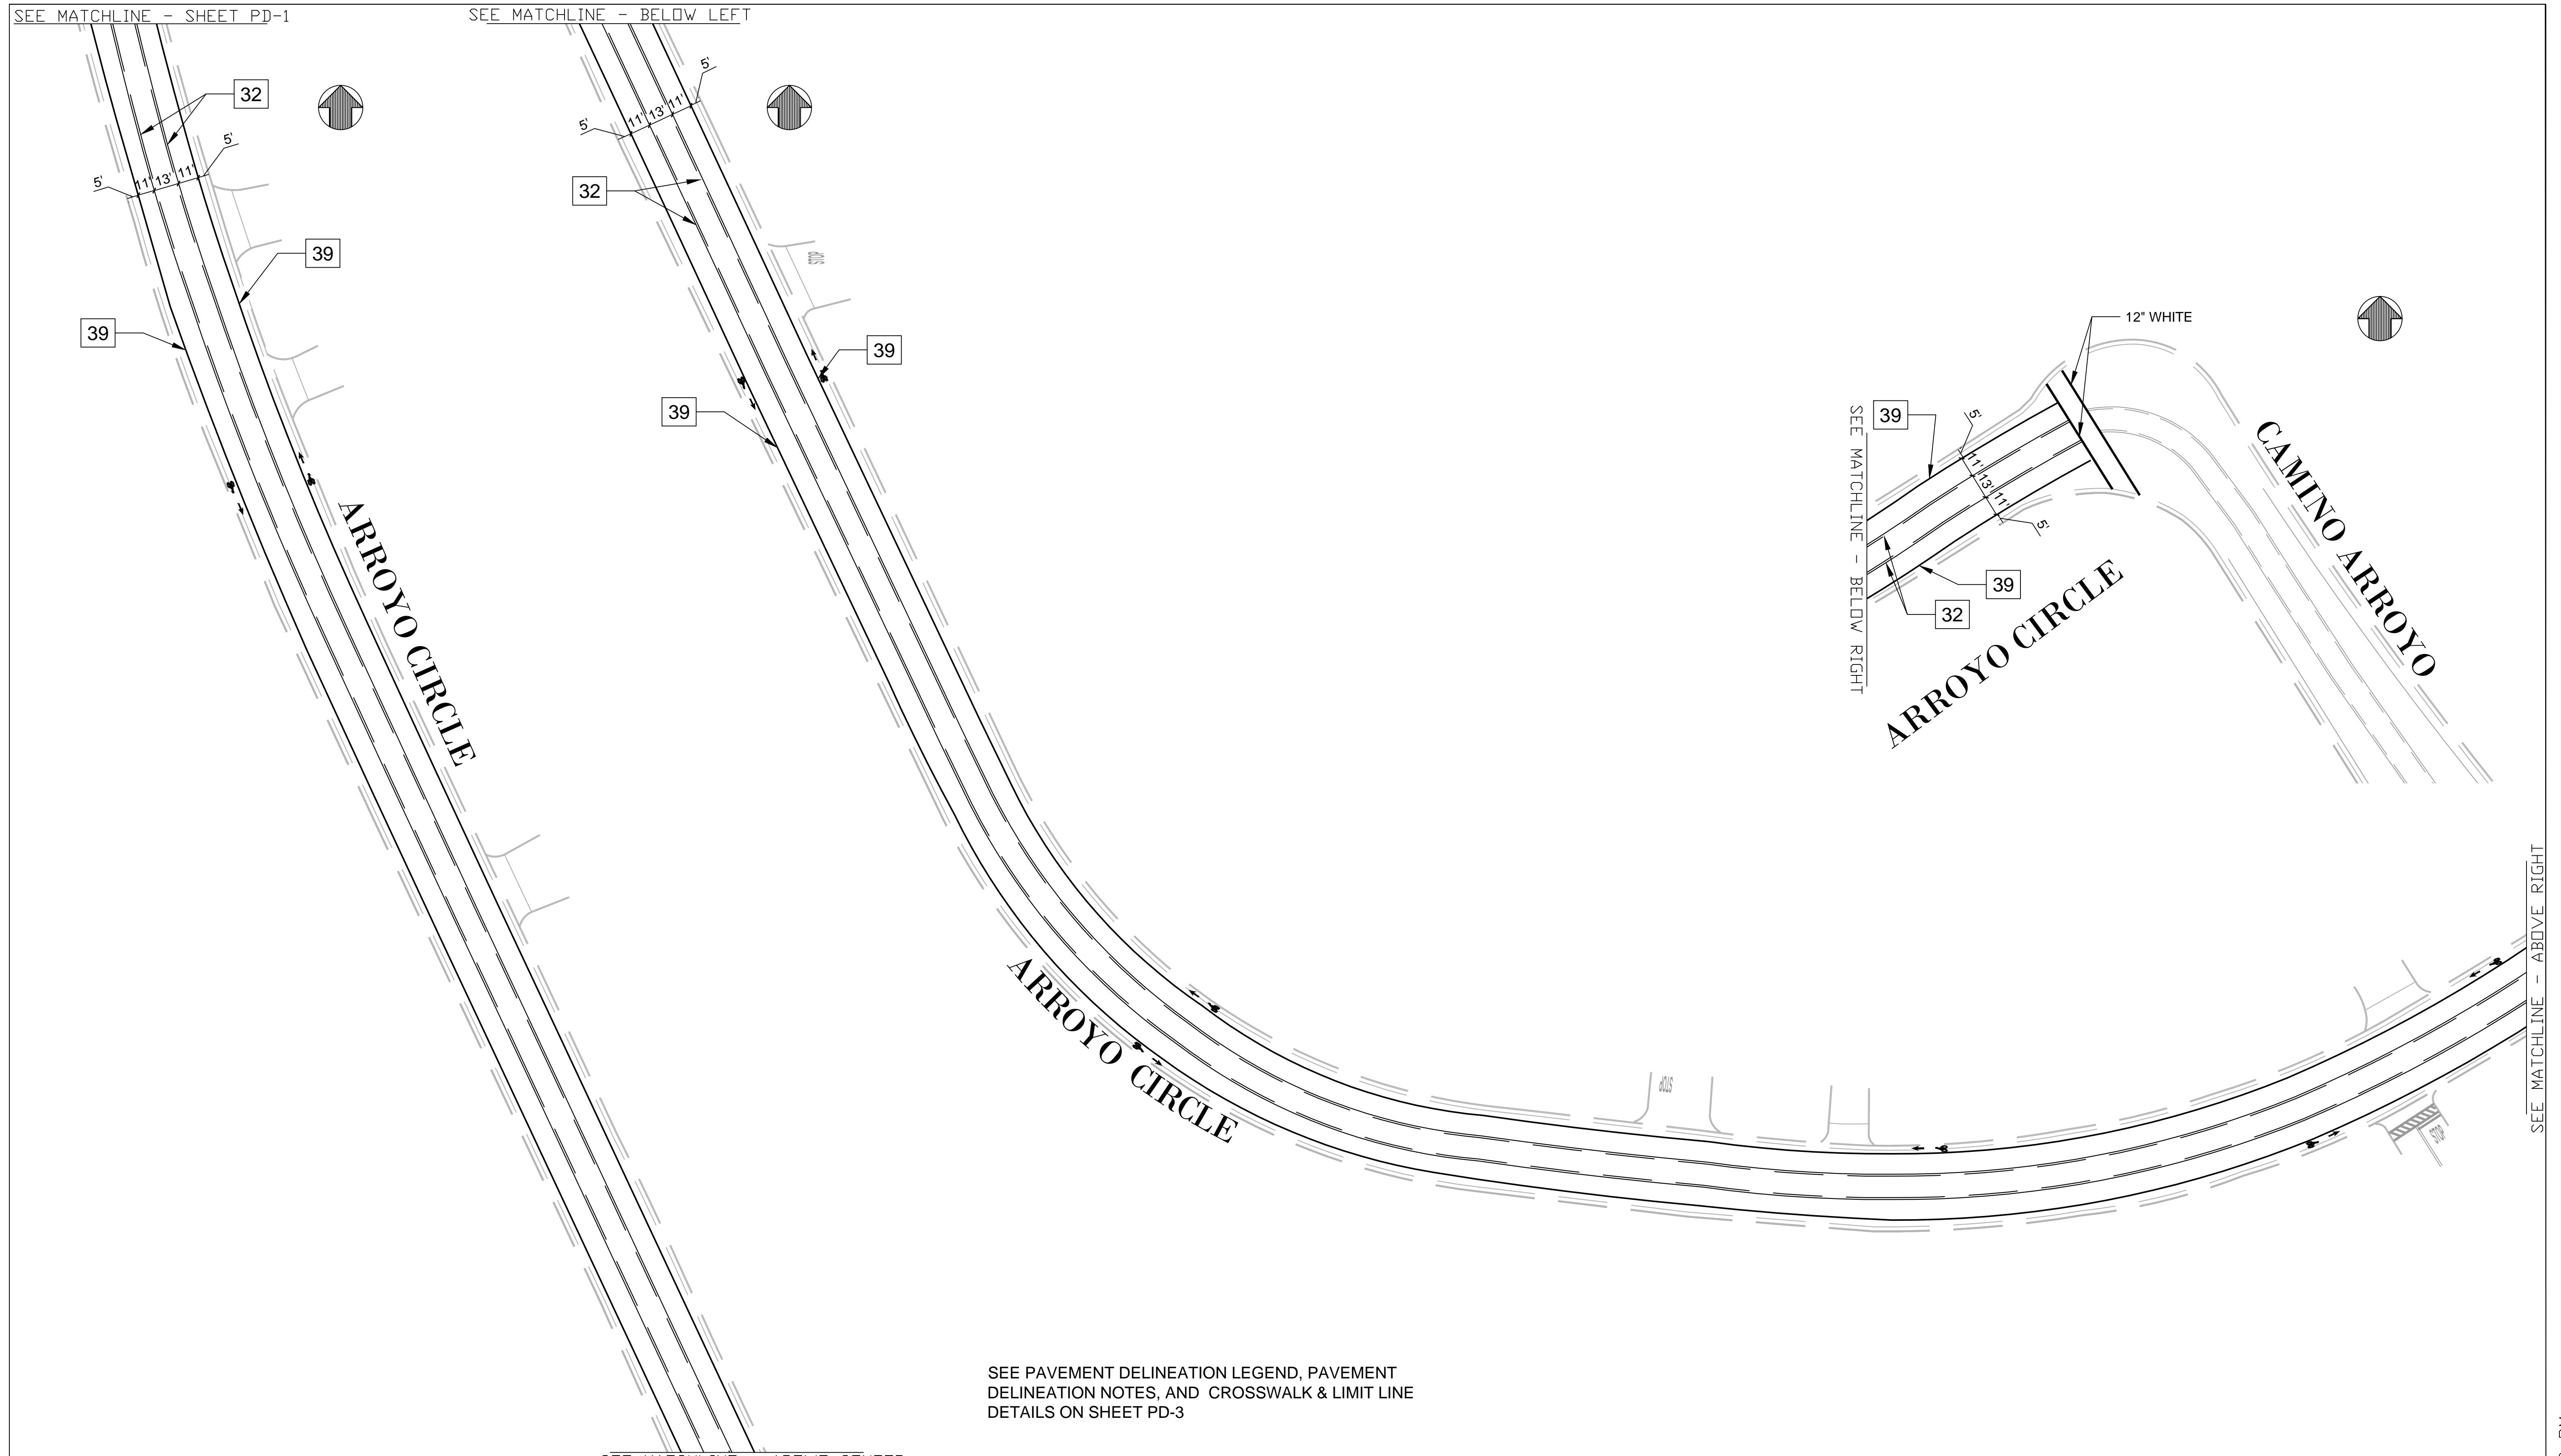 SEE MATCHLINE - SHEET PD-1
SEE MATCHLINE - BELOW LEFT
32
5'
11'
13'
11'
5'
39
39
ARROYO CIRCLE
5'
11'
13'
11'
5'
32
STOP
39
39
ARROYO CIRCLE
STOP
STOP
12" WHITE
SEE MATCHLINE - BELOW RIGHT
39
5'
11'
13'
11'
5'
39
32
ARROYO CIRCLE
CAMINO ARROYO
SEE MATCHLINE - ABOVE RIGHT
SEE PAVEMENT DELINEATION LEGEND, PAVEMENT
DELINEATION NOTES, AND CROSSWALK & LIMIT LINE
DETAILS ON SHEET PD-3